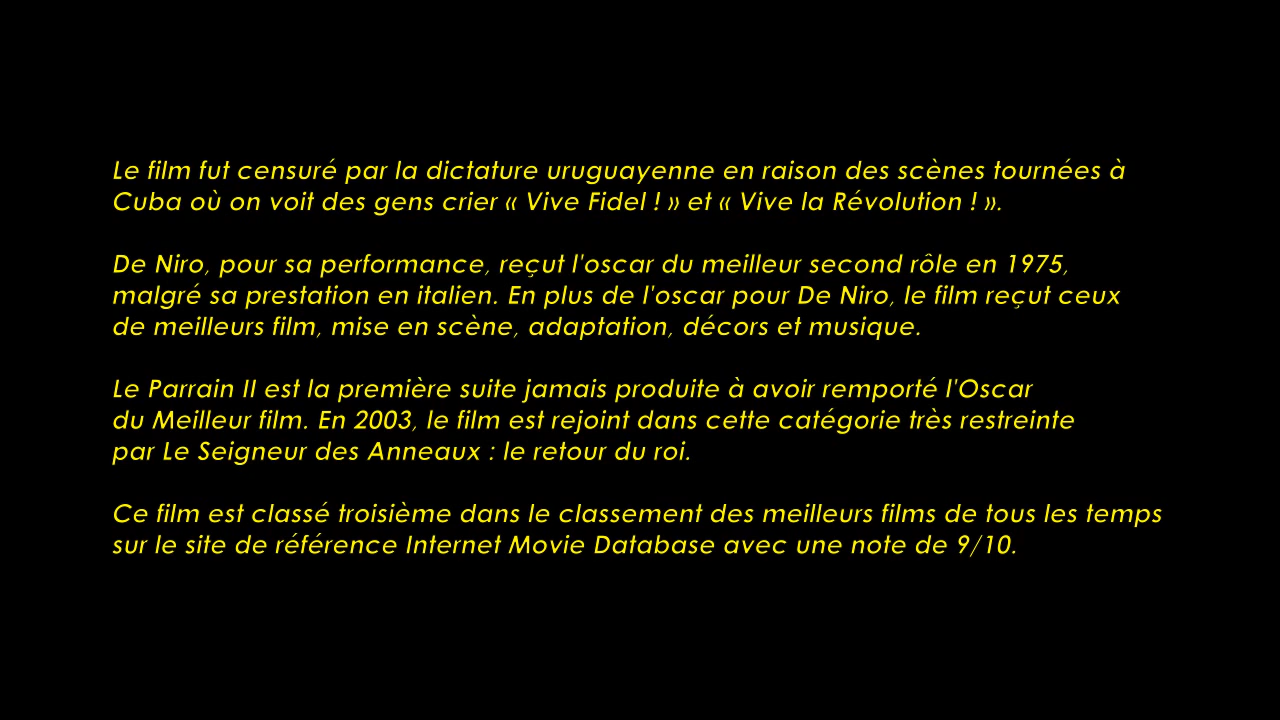 Le film fut censuré par la dictature uruguayenne en raison des scènes tournées à
Cuba où on voit des gens crier « Vive Fidel ! » et « Vive la Révolution ! ».
De Niro, pour sa performance, reçut l'oscar du meilleur second rôle en 1975,
malgré sa prestation en italien. En plus de l'oscar pour De Niro, le film reçut ceux
de meilleurs film, mise en scène, adaptation, décors et musique.
Le Parrain II est la première suite jamais produite à avoir remporté l'Oscar
du Meilleur film. En 2003, le film est rejoint dans cette catégorie très restreinte
par Le Seigneur des Anneaux : le retour du roi.
Ce film est classé troisième dans le classement des meilleurs films de tous les temps
sur le site de référence Internet Movie Database avec une note de 9/10.